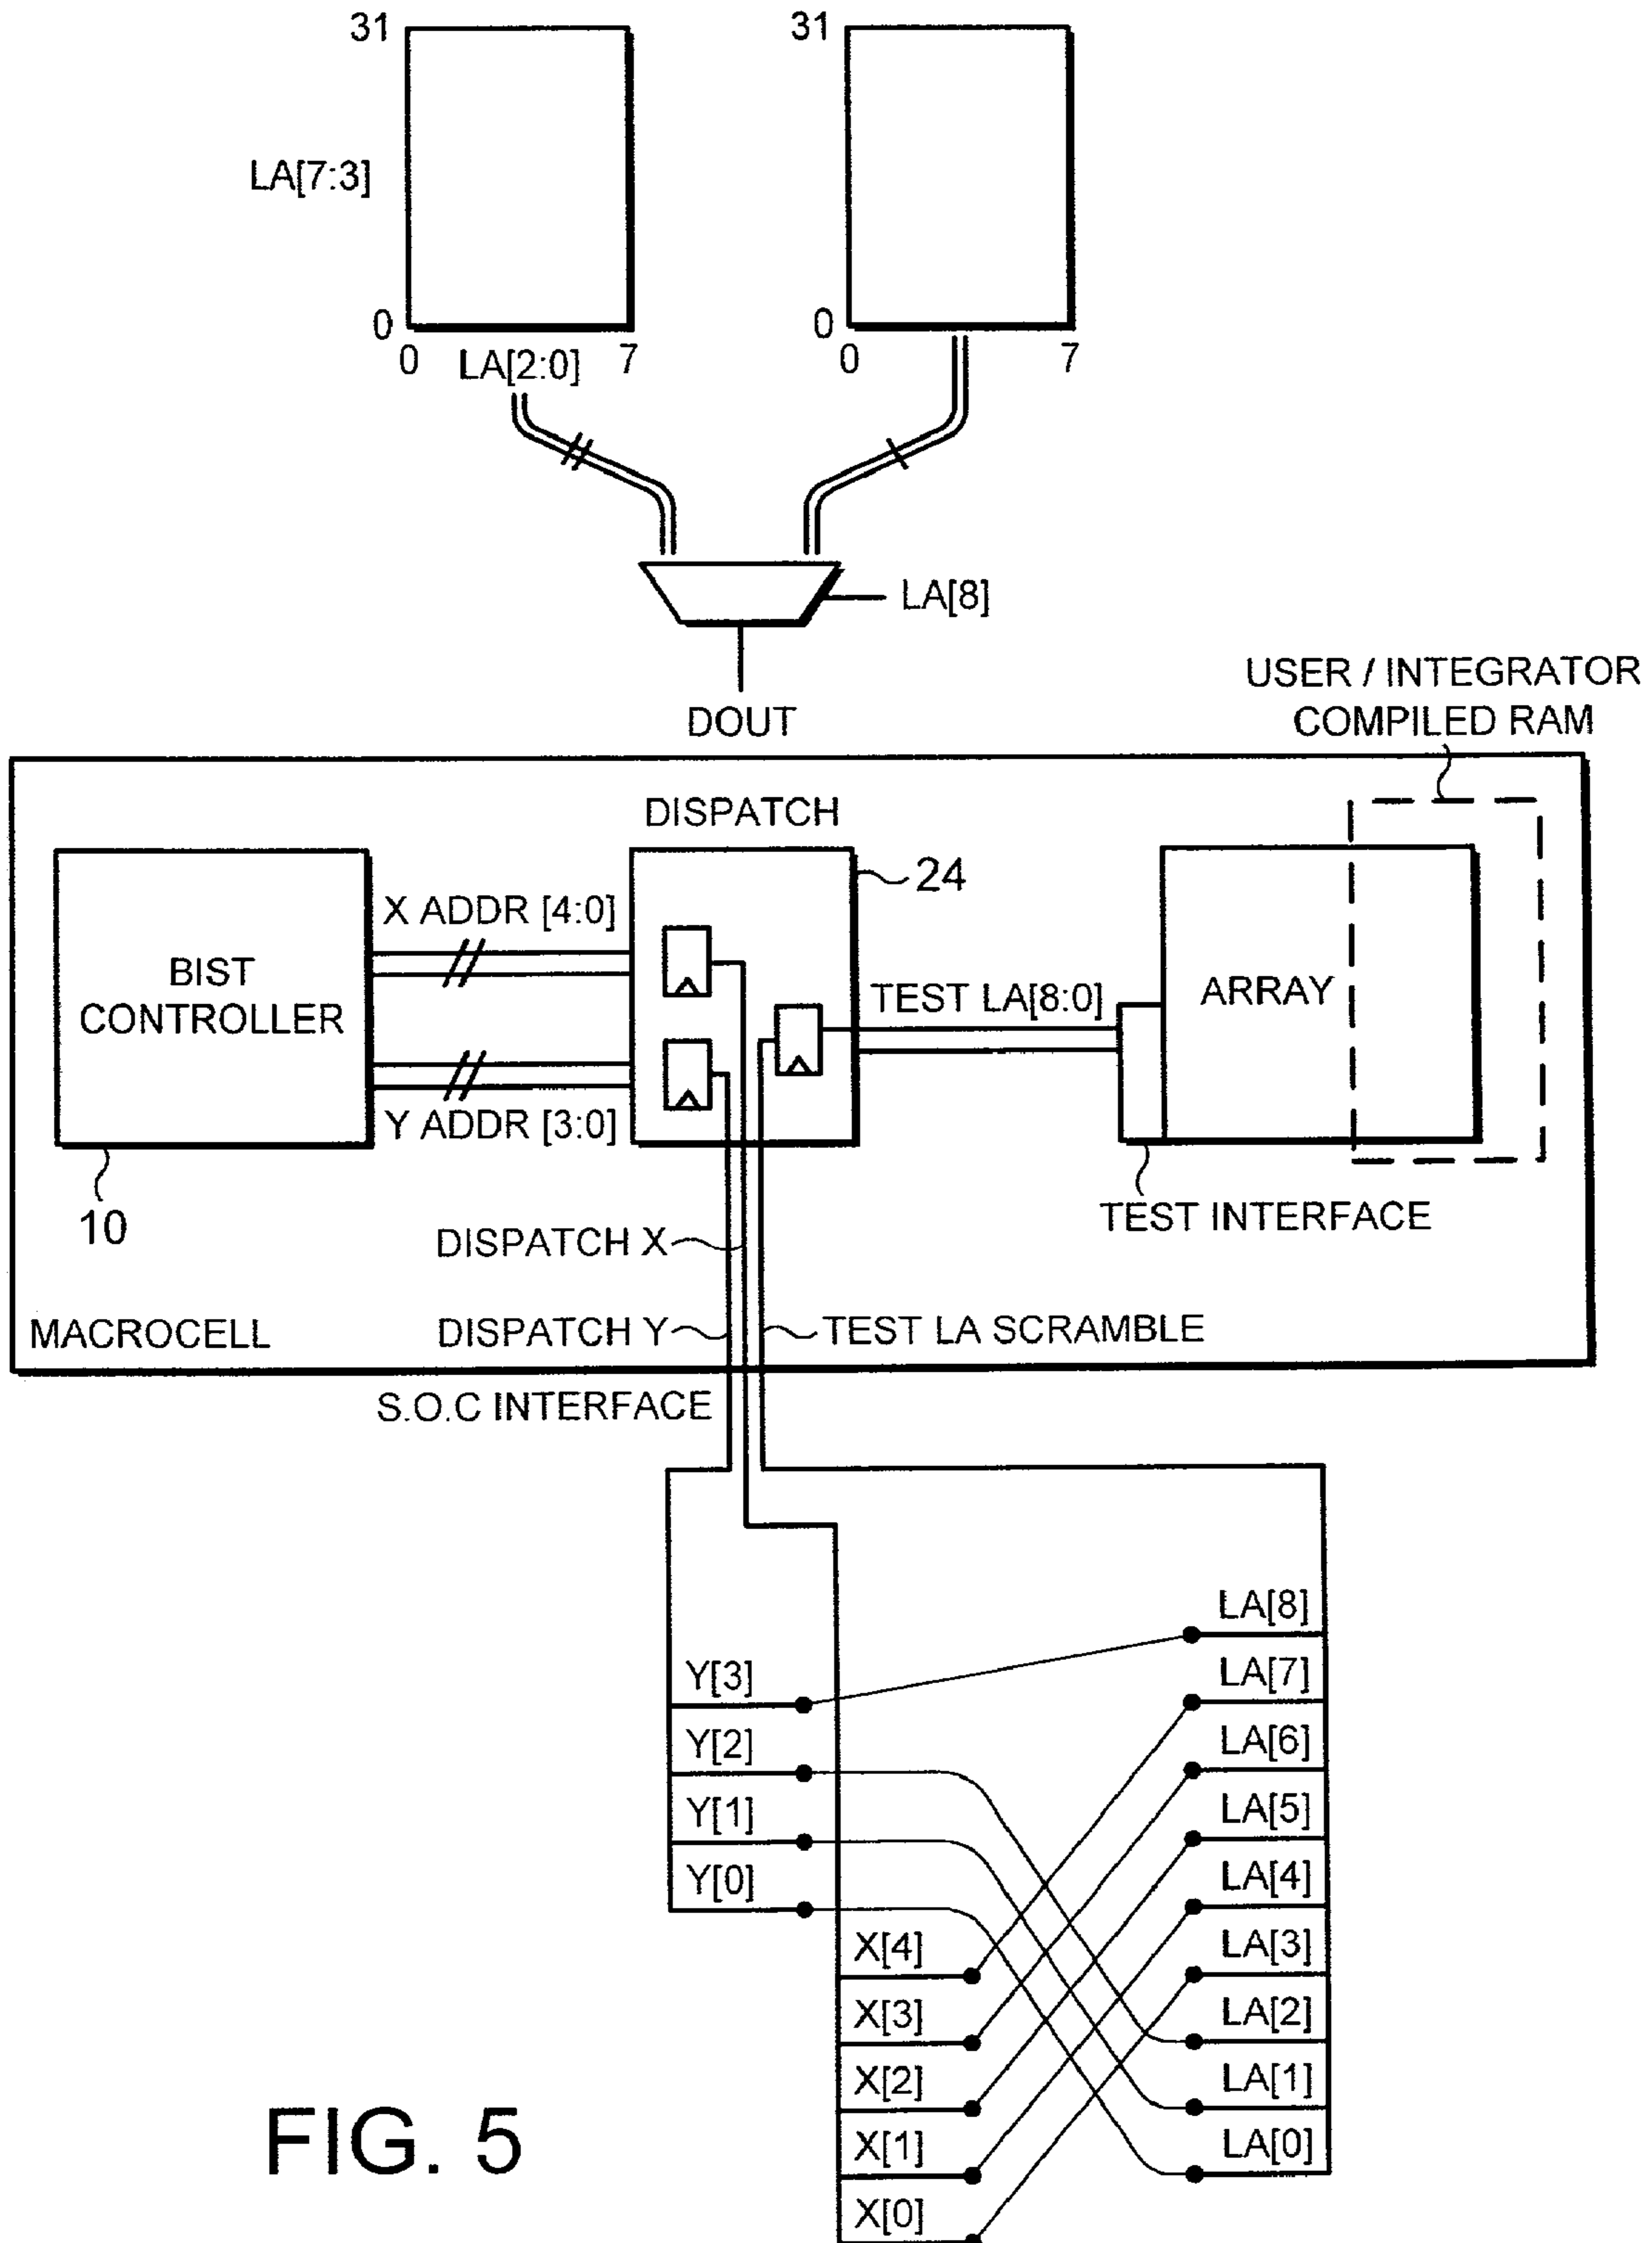 31
31
LA[7:3]
0
0
0
LA[2:0]
7
0
7
LA[8]
DOUT
USER / INTEGRATOR
COMPILED RAM
DISPATCH
24
X ADDR [4:0]
BIST
CONTROLLER
TEST LA[8:0]
ARRAY
Y ADDR [3:0]
10
TEST INTERFACE
DISPATCH X
MACROCELL
DISPATCH Y
TEST LA SCRAMBLE
S.O.C INTERFACE
LA[8]
Y[3]
LA[7]
Y[2]
LA[6]
Y[1]
LA[5]
Y[0]
LA[4]
X[4]
LA[3]
X[3]
LA[2]
X[2]
LA[1]
X[1]
LA[0]
X[0]
FIG. 5